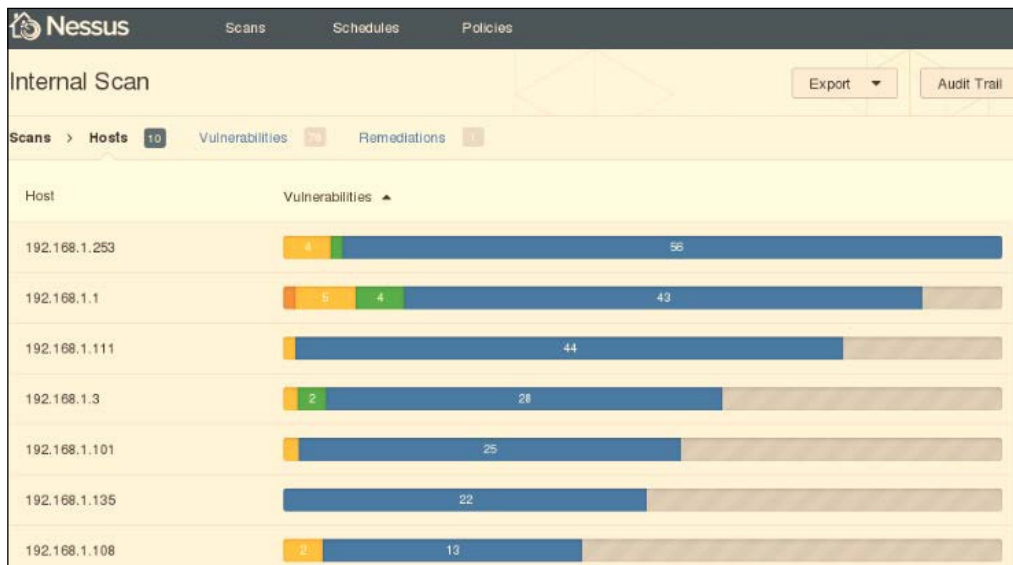 Nessus Scans Schedules Policies
Internal Scan Export Audit Trail
Scans > Hosts 10 Vulnerabilities 76 Remediations 1
Host Vulnerabilities
192.168.1.253 4 56
192.168.1.1 5 4 43
192.168.1.111 44
192.168.1.3 2 28
192.168.1.101 25
192.168.1.135 22
192.168.1.108 2 13